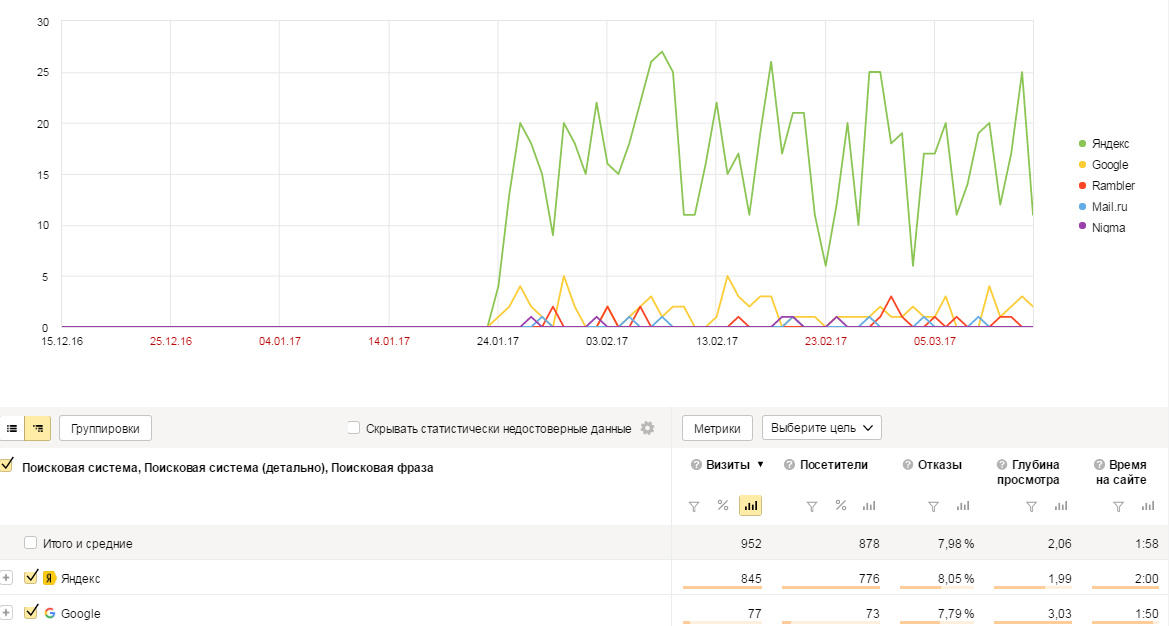 30
25
20
15
10
5
0
15.12.16 25.12.16 04.01.17 14.01.17 24.01.17 03.02.17 13.02.17 23.02.17 05.03.17
Яндекс
Google
Rambler
Mail.ru
Nigma
Группировки Скрывать статистически недостоверные данные Метрики Выберите цель
Поисковая система, Поисковая система (детально), Поисковая фраза
? Визиты ▼ ? Посетители ? Отказы ? Глубина просмотра ? Время на сайте
% %
Итого и средние 952 878 7,98 % 2,06 1:58
+ Я Яндекс 845 776 8,05 % 1,99 2:00
+ G Google 77 73 7,79 % 3,03 1:50